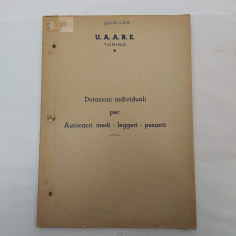 U. A. A. R. E.
TORINO
Dotazioni individuali
per
Autocarri medi - leggeri - pesanti